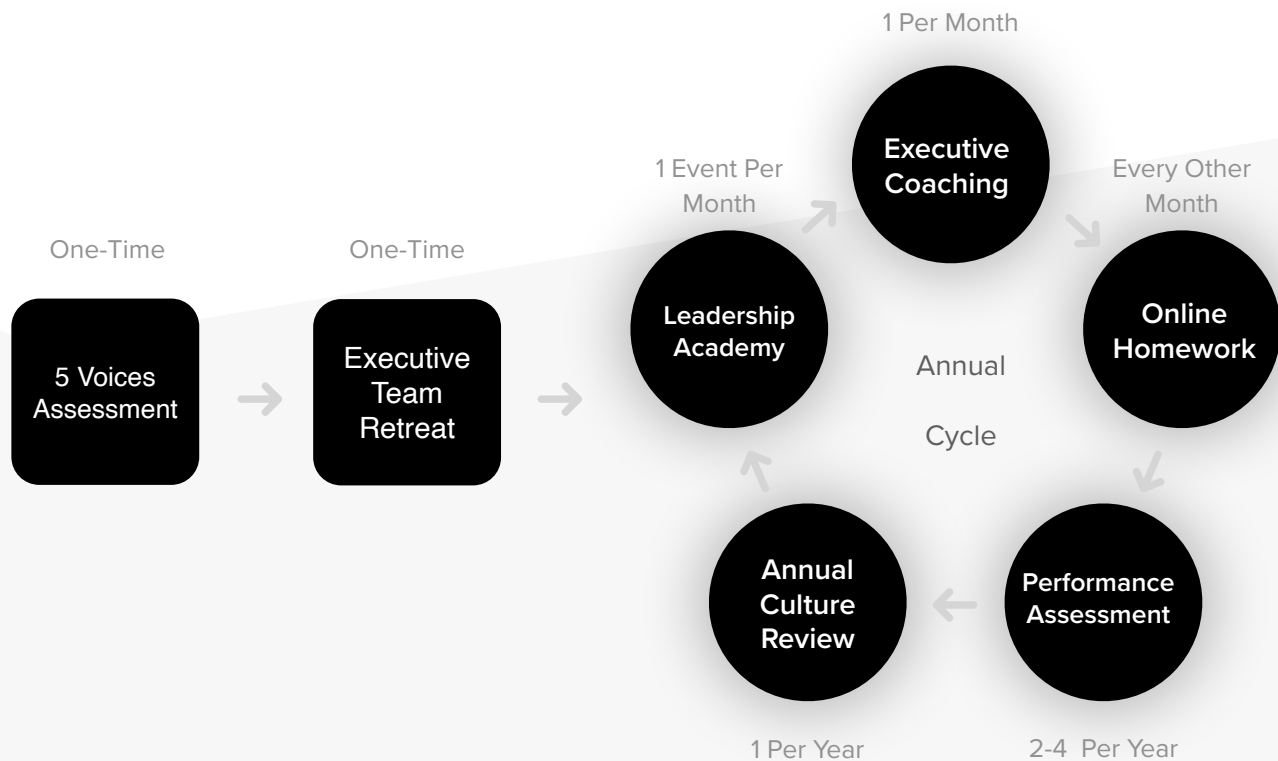 One-Time
5 Voices
Assessment
One-Time
Executive
Team
Retreat
1 Event Per
Month
Leadership
Academy
1 Per Month
Executive
Coaching
Every Other
Month
Online
Homework
Annual
Cycle
Performance
Assessment
2-4 Per Year
Annual
Culture
Review
1 Per Year